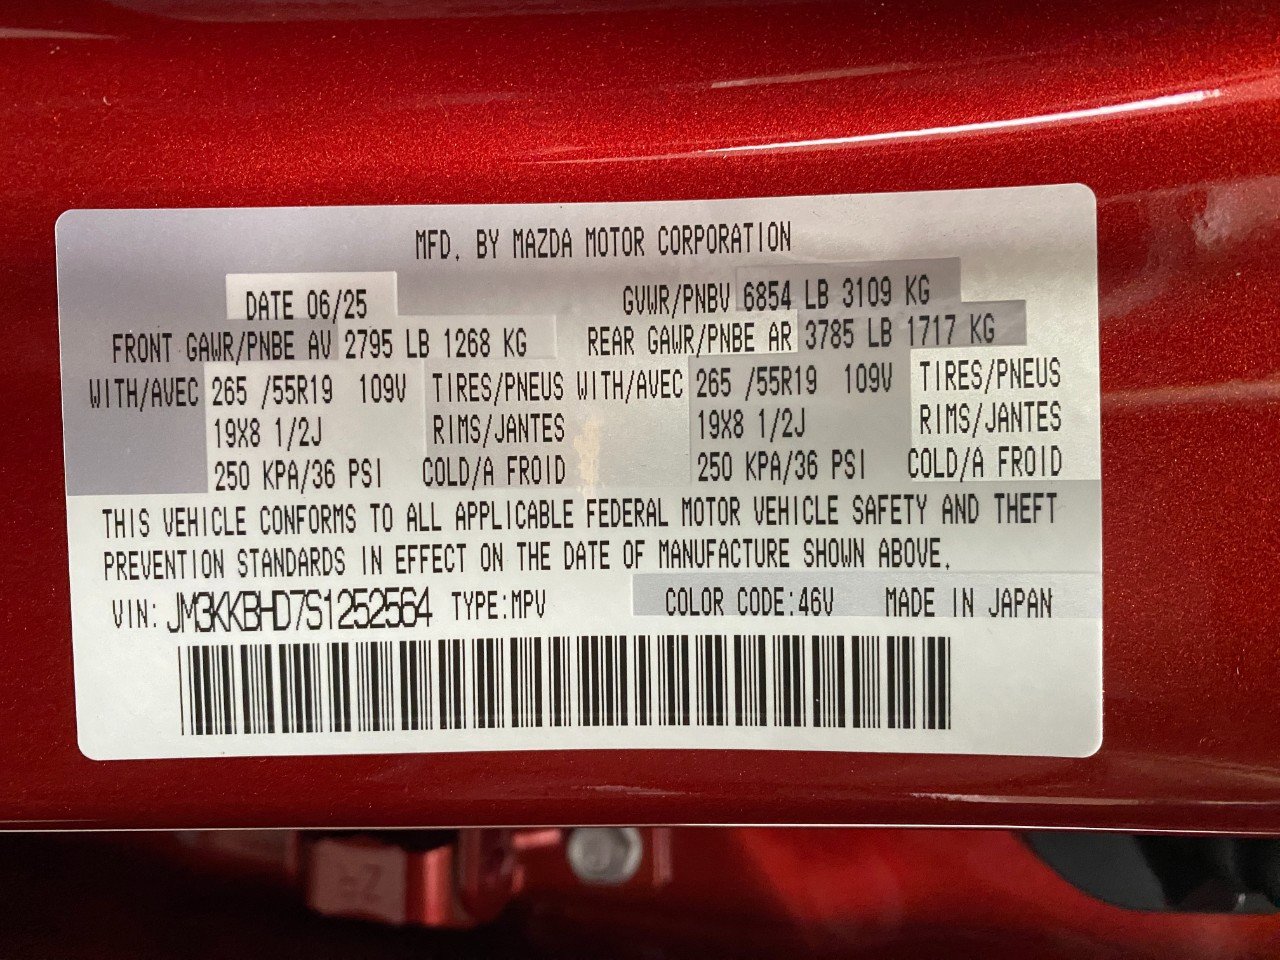 MFD. BY MAZDA MOTOR CORPORATION
DATE 06/25 GVWR/PNBV 6854 LB 3109 KG
FRONT GAWR/PNBE AV 2795 LB 1268 KG REAR GAWR/PNBE AR 3785 LB 1717 KG
WITH/AVEC 265 /55R19 109V TIRES/PNEUS WITH/AVEC 265 /55R19 109V TIRES/PNEUS
19X8 1/2J RIMS/JANTES 19X8 1/2J RIMS/JANTES
250 KPA/36 PSI COLD/A FROID 250 KPA/36 PSI COLD/A FROID
THIS VEHICLE CONFORMS TO ALL APPLICABLE FEDERAL MOTOR VEHICLE SAFETY AND THEFT
PREVENTION STANDARDS IN EFFECT ON THE DATE OF MANUFACTURE SHOWN ABOVE.
VIN: JM3KKBHD7S1252564 TYPE:MPV COLOR CODE:46V MADE IN JAPAN